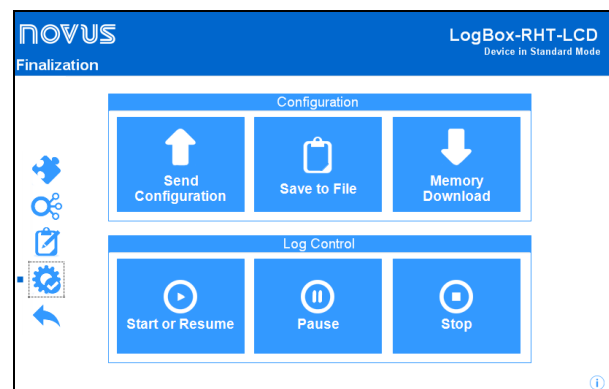 NOVUS
LogBox-RHT-LCD
Device in Standard Mode
Finalization
Configuration
Send
Configuration
Save to File
Memory
Download
Log Control
Start or Resume
Pause
Stop